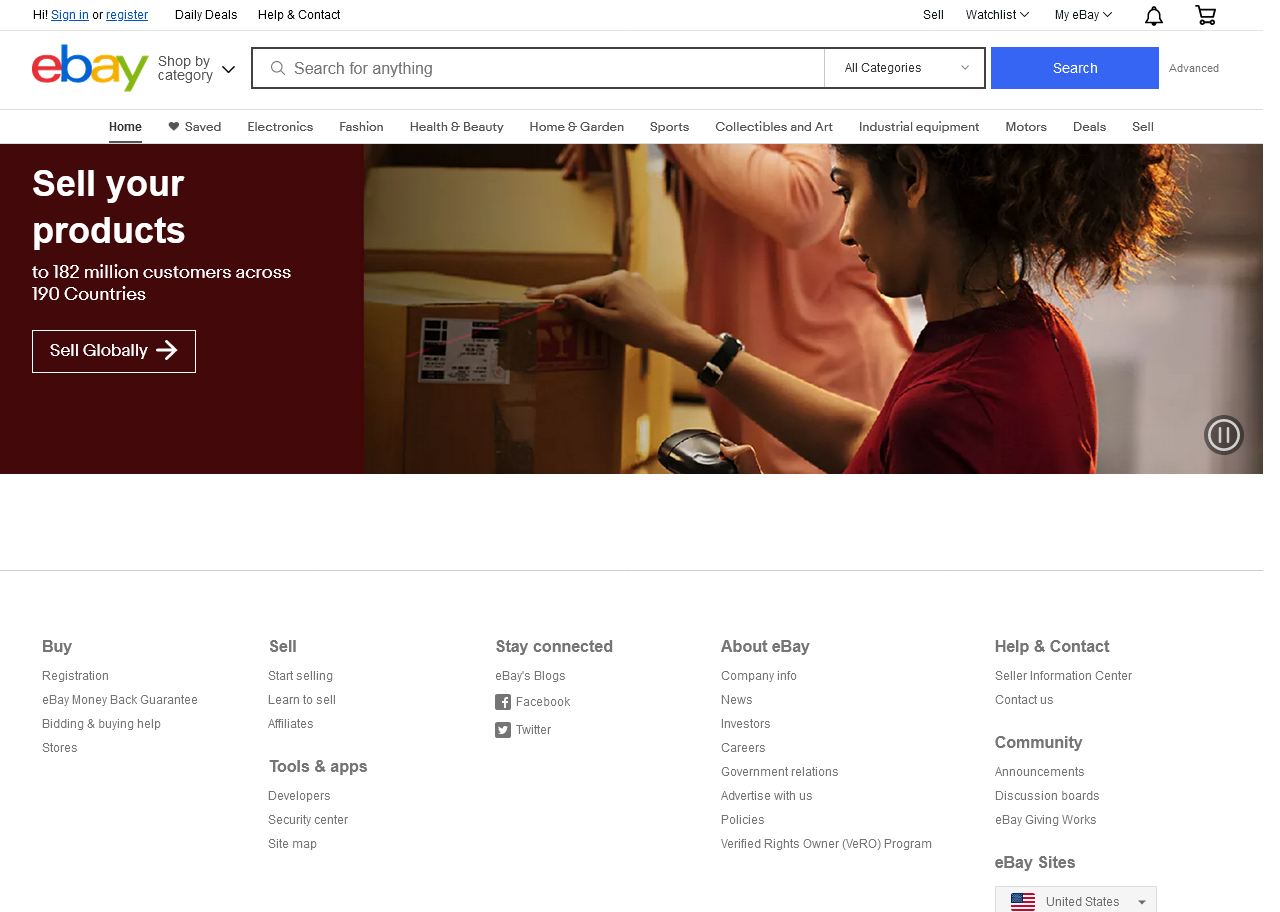 Hi! Sign in or register Daily Deals Help & Contact Sell Watchlist My eBay
ebay
Shop by
category
Search for anything All Categories Search Advanced
Home Saved Electronics Fashion Health & Beauty Home & Garden Sports Collectibles and Art Industrial equipment Motors Deals Sell
Sell your
products
to 182 million customers across
190 Countries
Sell Globally
Buy
Registration
eBay Money Back Guarantee
Bidding & buying help
Stores
Sell
Start selling
Learn to sell
Affiliates
Tools & apps
Developers
Security center
Site map
Stay connected
eBay's Blogs
Facebook
Twitter
About eBay
Company info
News
Investors
Careers
Government relations
Advertise with us
Policies
Verified Rights Owner (VeRO) Program
Help & Contact
Seller Information Center
Contact us
Community
Announcements
Discussion boards
eBay Giving Works
eBay Sites
United States